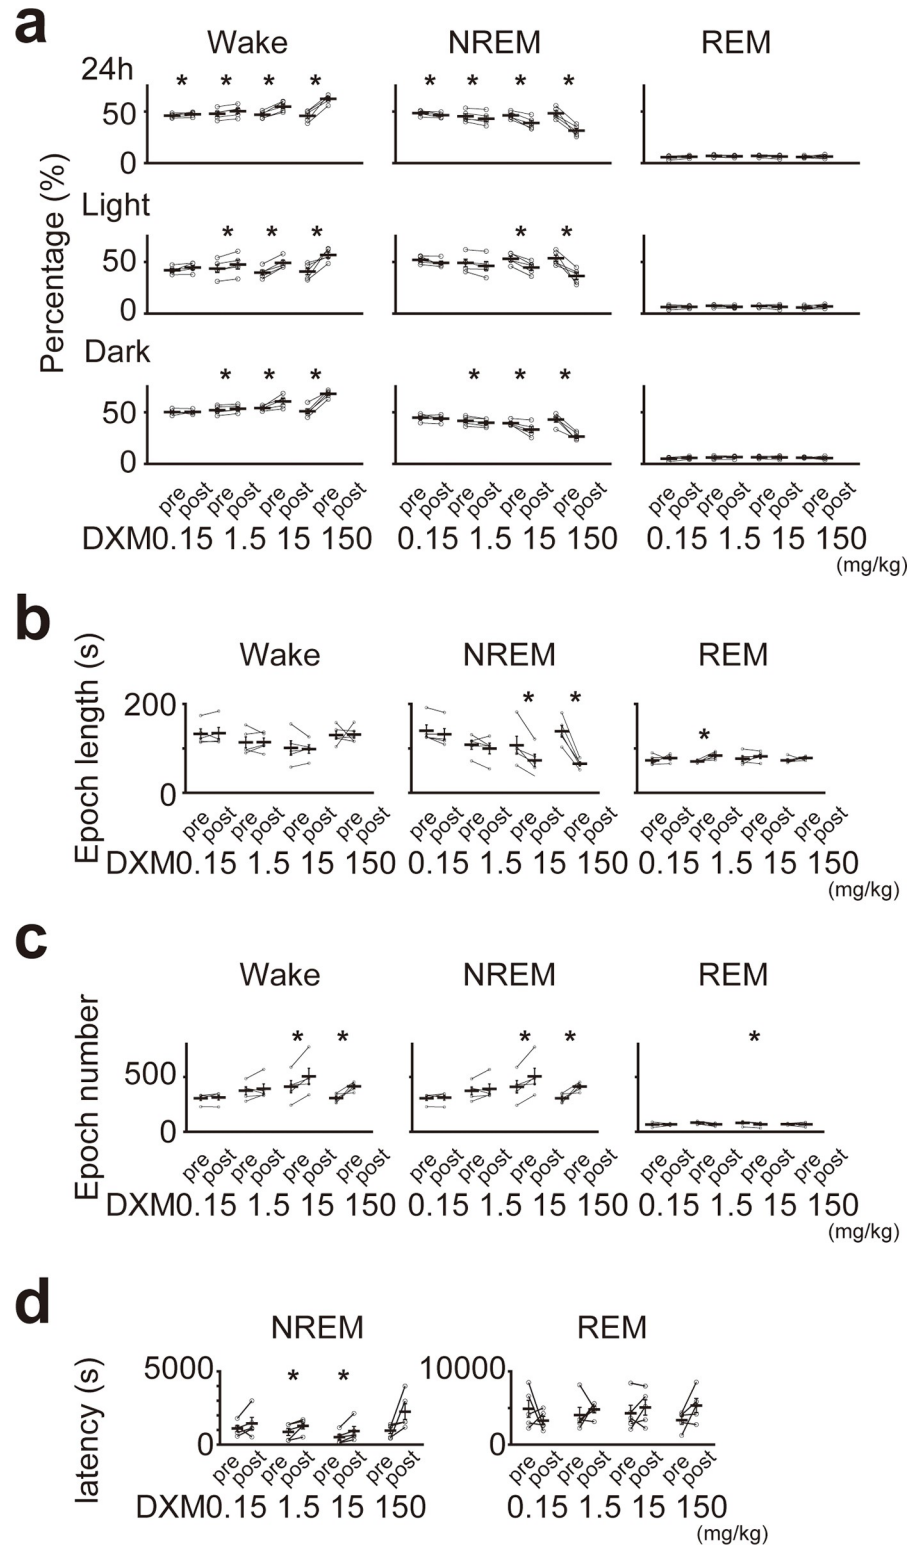 a
Wake NREM REM
24h
* * * * * * * *
50
0
Percentage (%)
Light
* * * * *
50
0
Dark
* * * * * *
50
0
pre post pre post pre post pre post pre post pre post pre post pre post pre post pre post pre post pre post
DXM0.15 1.5 15 150 0.15 1.5 15 150 0.15 1.5 15 150
(mg/kg)
b
Wake NREM REM
Epoch length (s)
* * *
200
0
pre post pre post pre post pre post pre post pre post pre post pre post pre post pre post pre post pre post
DXM0.15 1.5 15 150 0.15 1.5 15 150 0.15 1.5 15 150
(mg/kg)
c
Wake NREM REM
Epoch number
* * * * *
500
0
pre post pre post pre post pre post pre post pre post pre post pre post pre post pre post pre post pre post
DXM0.15 1.5 15 150 0.15 1.5 15 150 0.15 1.5 15 150
(mg/kg)
d
NREM REM
latency (s)
5000 * * 10000
0 0
pre post pre post pre post pre post pre post pre post pre post pre post
DXM0.15 1.5 15 150 0.15 1.5 15 150
(mg/kg)